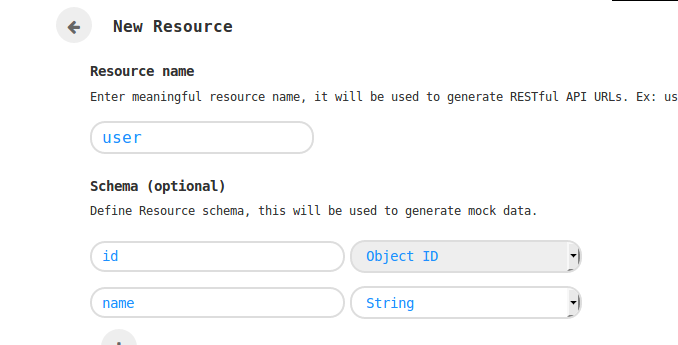 New Resource
Resource name
Enter meaningful resource name, it will be used to generate RESTful API URLs. Ex: us
user
Schema (optional)
Define Resource schema, this will be used to generate mock data.
id Object ID
name String